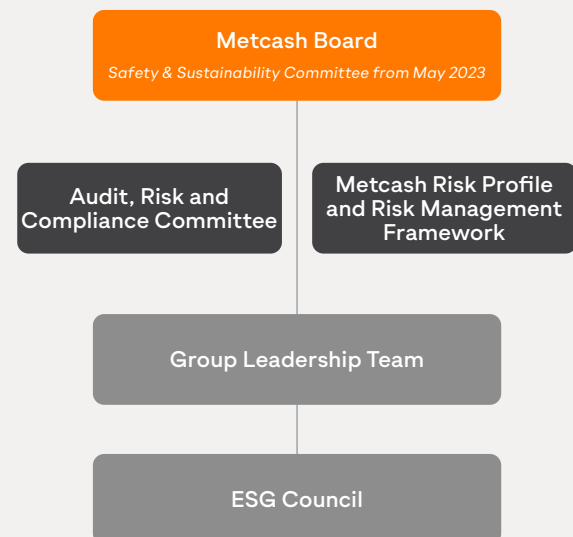 Metcash Board
Safety & Sustainability Committee from May 2023
Audit, Risk and
Compliance Committee
Metcash Risk Profile
and Risk Management
Framework
Group Leadership Team
ESG Council